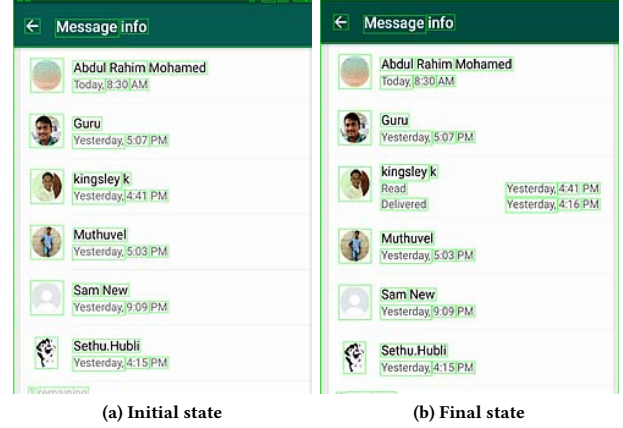 Message info
Abdul Rahim Mohamed
Today, 8:30 AM
Guru
Yesterday, 5:07 PM
kingsley k
Yesterday, 4:41 PM
Muthuvel
Yesterday, 5:03 PM
Sam New
Yesterday, 9:09 PM
Sethu.Hubli
Yesterday, 4:15 PM
1 remaining
(a) Initial state
Message info
Abdul Rahim Mohamed
Today, 8:30 AM
Guru
Yesterday, 5:07 PM
kingsley k
Read Yesterday, 4:41 PM
Delivered Yesterday, 4:16 PM
Muthuvel
Yesterday, 5:03 PM
Sam New
Yesterday, 9:09 PM
Sethu.Hubli
Yesterday, 4:15 PM
(b) Final state